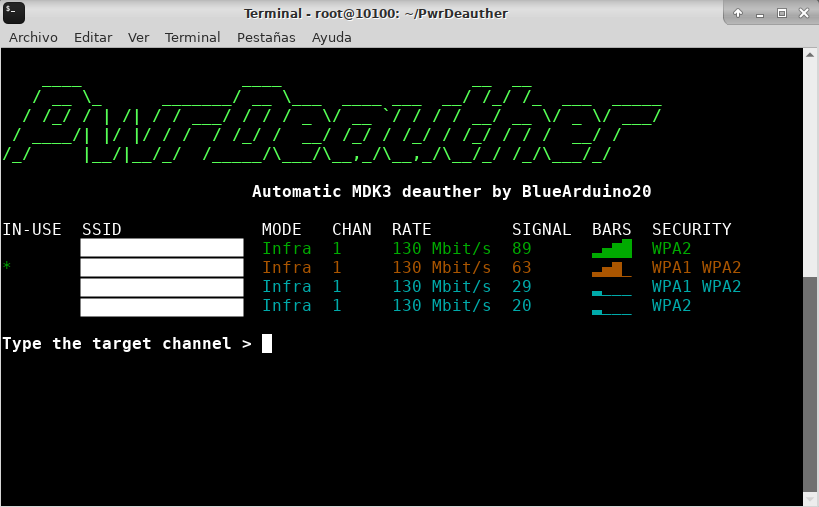 Terminal - root@10100: ~/PwrDeauther
Archivo Editar Ver Terminal Pestañas Ayuda
PwrDeauther
Automatic MDK3 deauther by BlueArduino20
IN-USE SSID MODE CHAN RATE SIGNAL BARS SECURITY
Infra 1 130 Mbit/s 89 WPA2
* Infra 1 130 Mbit/s 63 WPA1 WPA2
Infra 1 130 Mbit/s 29 WPA1 WPA2
Infra 1 130 Mbit/s 20 WPA2
Type the target channel >